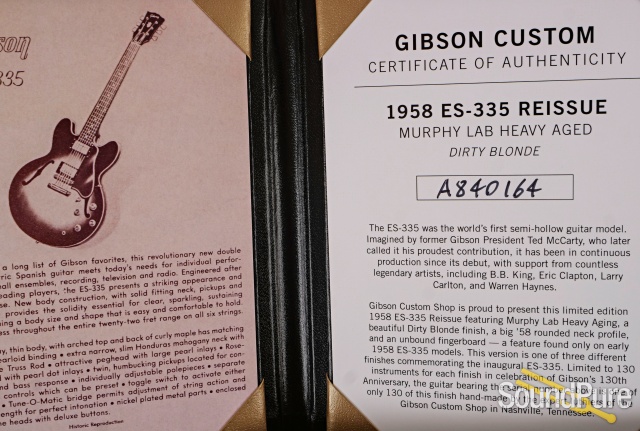 335
a long list of Gibson favorites, this revolutionary new double
ric Spanish guitar meets today's needs for individual perfor-
all ensembles, recording, television and radio. Engineered after
eading players, the ES-335 presents a striking appearance and
se. New body construction, with solid fitting neck, pickups and
provides the solidity essential for clear, sparkling, sustaining
ing a body size and shape that is easy and comfortable to hold.
ss throughout the entire twenty-two fret range on all six strings.
y, thin body, with arched top and back of curly maple has matching
earloid binding • extra narrow, slim Honduras mahogany neck with
e Truss Rod • attractive peghead with large pearl inlays • Rose-
d with pearl dot inlays • twin, humbucking pickups located for con-
nd bass response • individually adjustable polepieces • separate
controls which can be preset • toggle switch to activate either
• Tune-O-Matic bridge permits adjustment of string action and
length for perfect intonation • nickel plated metal parts • enclosed
ds with deluxe buttons.
Historic Reproduction
GIBSON CUSTOM
CERTIFICATE OF AUTHENTICITY
1958 ES-335 REISSUE
MURPHY LAB HEAVY AGED
DIRTY BLONDE
A840164
The ES-335 was the world's first semi-hollow guitar model.
Imagined by former Gibson President Ted McCarty, who later
called it his proudest contribution, it has been in continuous
production since its debut, with support from countless
legendary artists, including B.B. King, Eric Clapton, Larry
Carlton, and Warren Haynes.
Gibson Custom Shop is proud to present this limited edition
1958 ES-335 Reissue featuring Murphy Lab Heavy Aging, a
beautiful Dirty Blonde finish, a big '58 rounded neck profile,
and an unbound fingerboard — a feature found only on early
1958 ES-335 models. This version is one of three different
finishes commemorating the inaugural ES-335. Limited to 130
instruments for each finish in celebration of Gibson's 130th
Anniversary, the guitar bearing
only 130 of this finish hand-made
Gibson Custom Shop in Nashville, Tennessee.
SoundPure